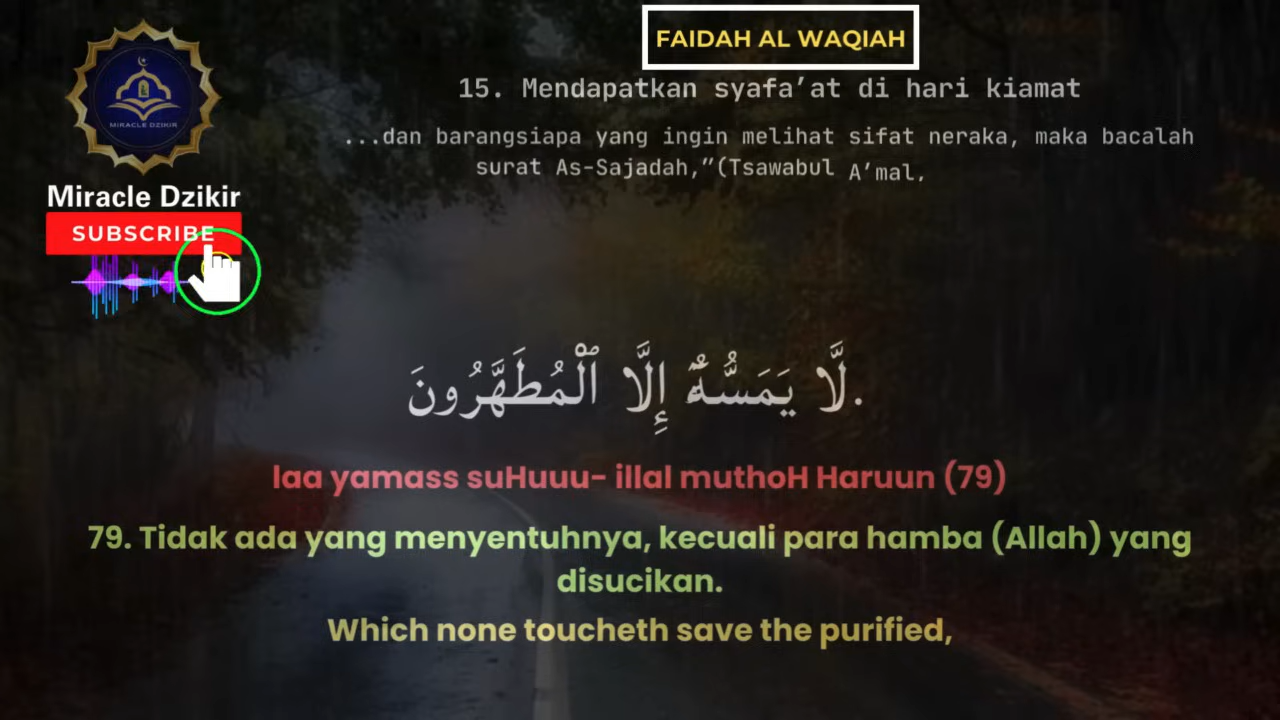 FAIDAH AL WAQIAH
15. Mendapatkan syafa’at di hari kiamat
...dan barangsiapa yang ingin melihat sifat neraka, maka bacalah
surat As-Sajadah,”(Tsawabul A’mal,
MIRACLE DZIKIR
Miracle Dzikir
SUBSCRIBE
لَّا يَمَسُّهُۥٓ إِلَّا ٱلْمُطَهَّرُونَ.
laa yamass suHuuu- illal muthoH Haruun (79)
79. Tidak ada yang menyentuhnya, kecuali para hamba (Allah) yang
disucikan.
Which none toucheth save the purified,